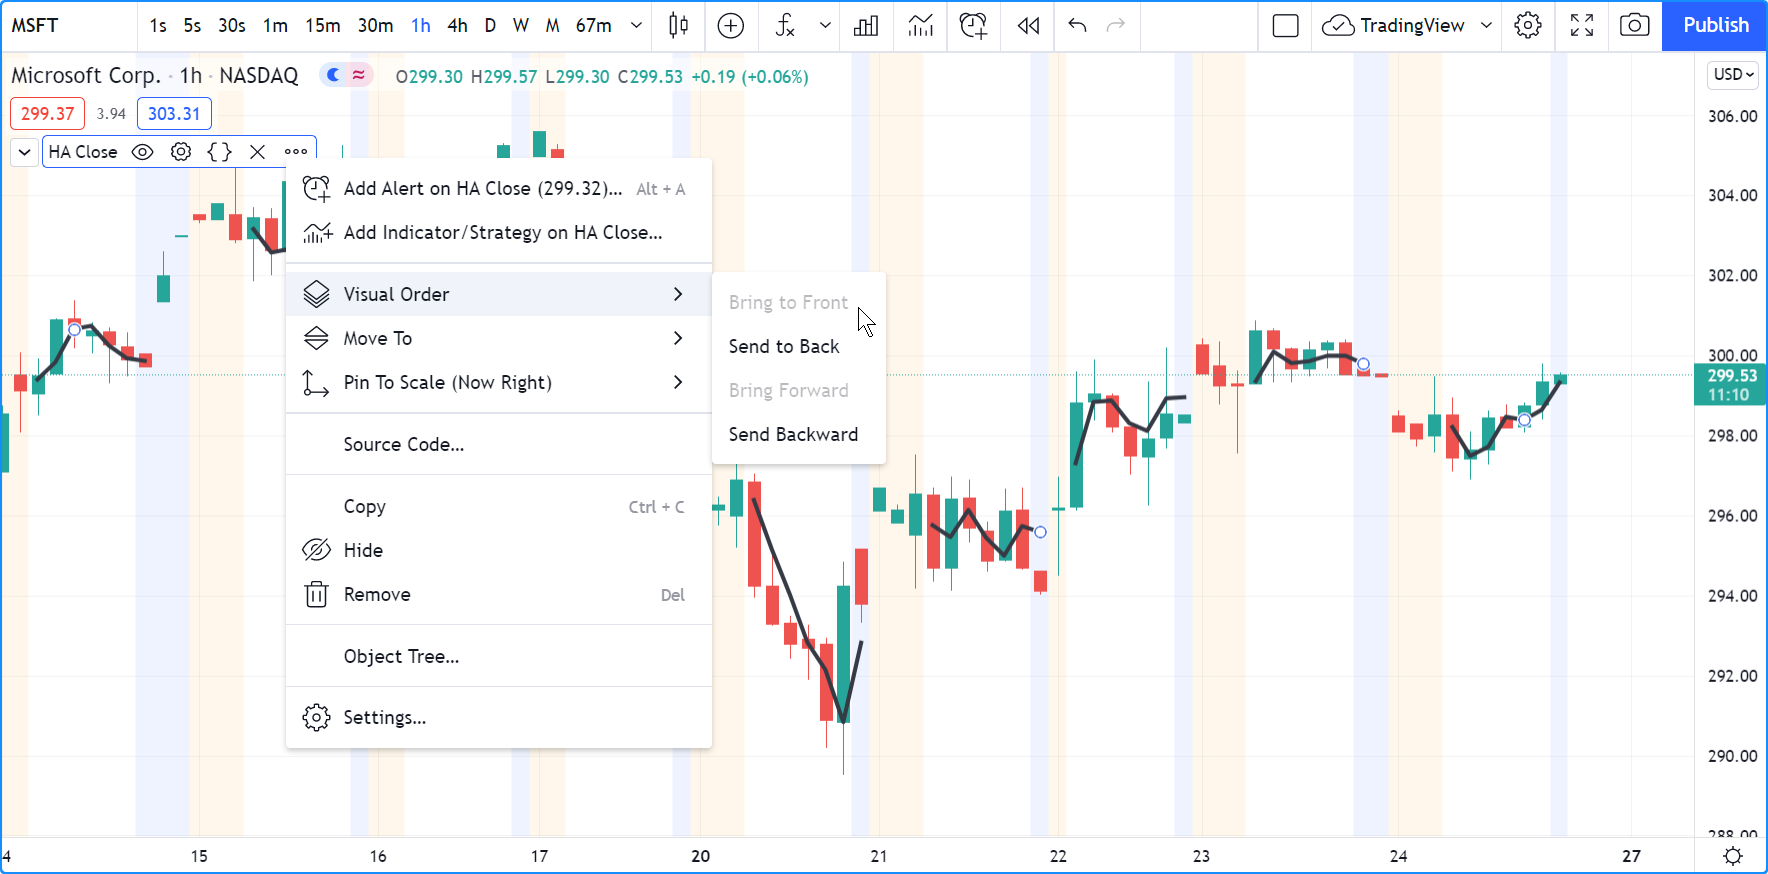 MSFT 1s 5s 30s 1m 15m 30m 1h 4h D W M 67m fx TradingView Publish
Microsoft Corp. · 1h · NASDAQ O299.30 H299.57 L299.30 C299.53 +0.19 (+0.06%) USD
299.37 3.94 303.31
HA Close
Add Alert on HA Close (299.32)... Alt + A
Add Indicator/Strategy on HA Close...
Visual Order
Move To
Pin To Scale (Now Right)
Source Code...
Copy Ctrl + C
Hide
Remove Del
Object Tree...
Settings...
Bring to Front
Send to Back
Bring Forward
Send Backward
306.00
304.00
302.00
300.00
299.53
11:10
298.00
296.00
294.00
292.00
290.00
288.00
4 15 16 17 20 21 22 23 24 27